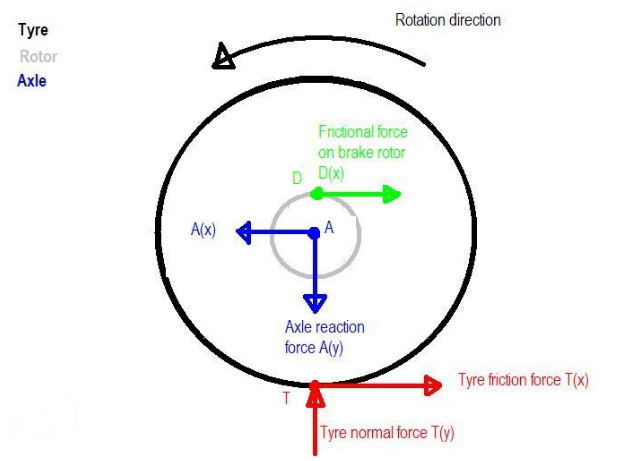 Rotation direction
Tyre
Rotor
Axle
Frictional force
on brake rotor
D(x)
D
A(x)
A
Axle reaction
force A(y)
Tyre friction force T(x)
T
Tyre normal force T(y)